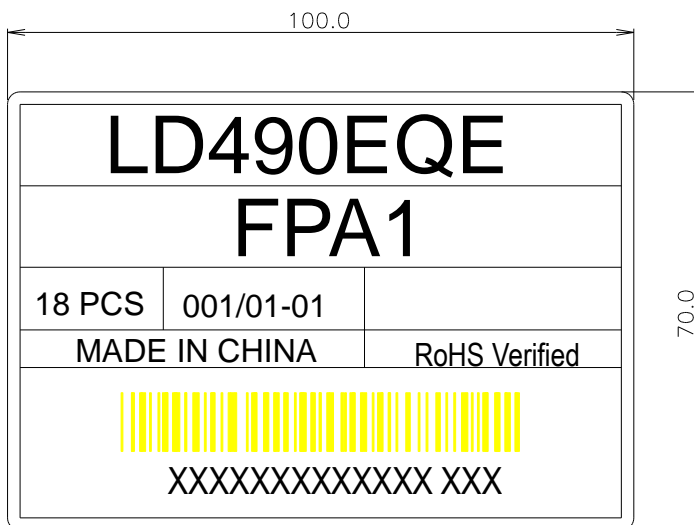 100.0
LD490EQE
FPA1
18 PCS 001/01-01
70.0
MADE IN CHINA RoHS Verified
XXXXXXXXXXXXX XXX